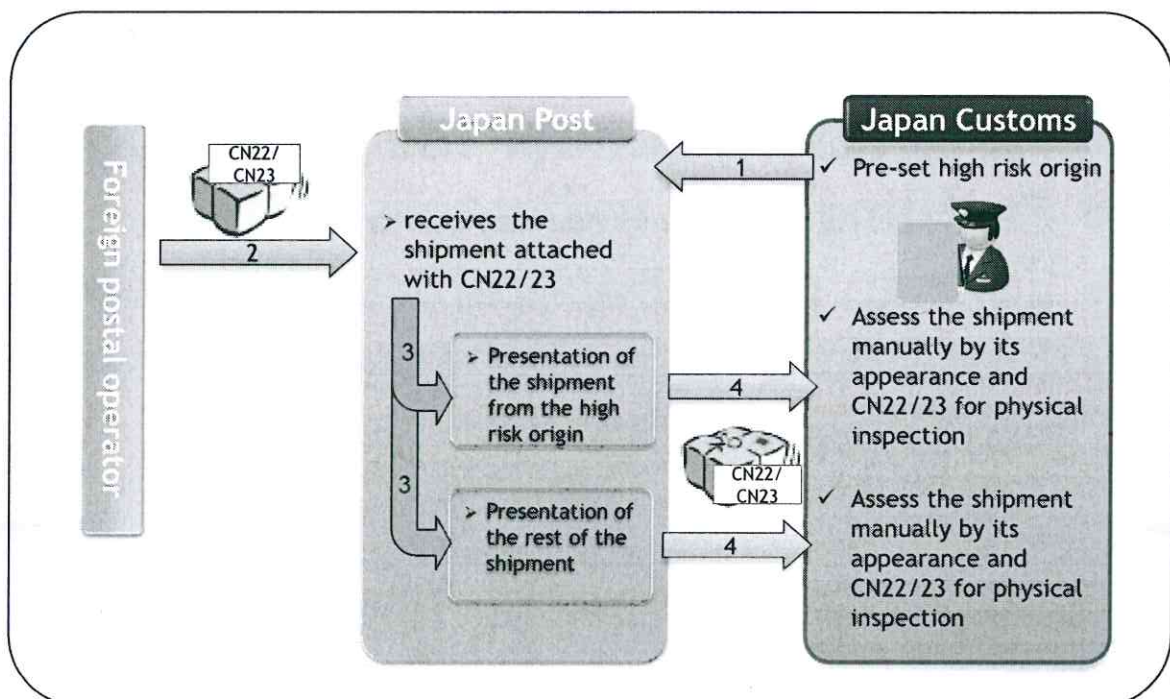 Foreign postal operator
CN22/
CN23
2
Japan Post
➢ receives the
shipment attached
with CN22/23
3
➢ Presentation of
the shipment
from the high
risk origin
3
➢ Presentation of
the rest of the
shipment
1
4
CN22/
CN23
4
Japan Customs
✓ Pre-set high risk origin
✓ Assess the shipment
manually by its
appearance and
CN22/23 for physical
inspection
✓ Assess the shipment
manually by its
appearance and
CN22/23 for physical
inspection